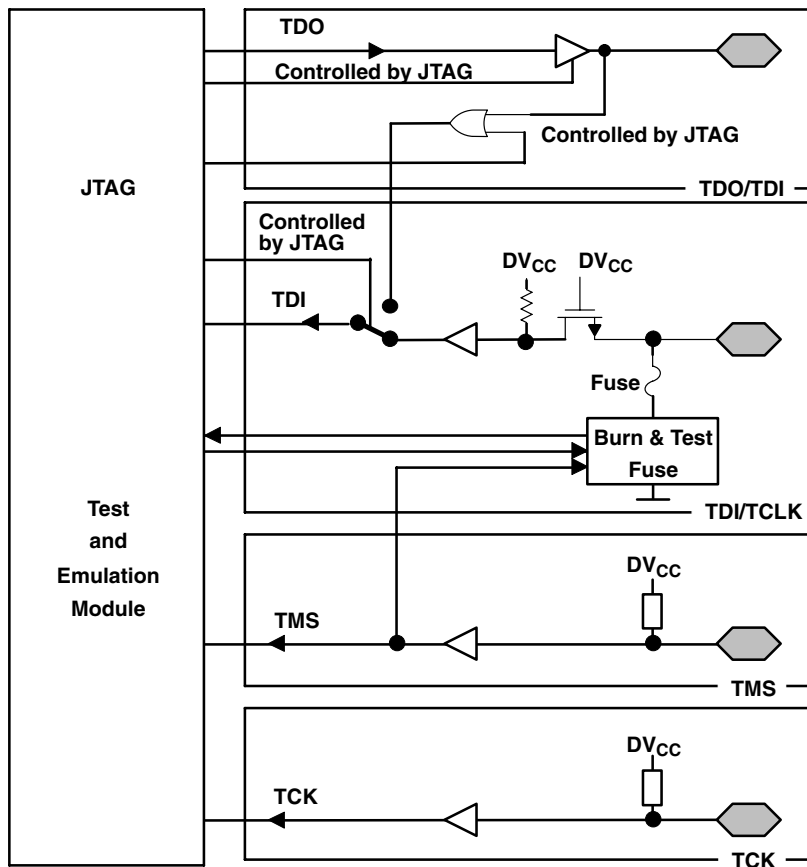 TDO
Controlled by JTAG
Controlled by JTAG
JTAG
TDO/TDI
Controlled
by JTAG
DVCC
DVCC
TDI
Fuse
Burn & Test
Fuse
TDI/TCLK
Test
and
Emulation
Module
DVCC
TMS
TMS
DVCC
TCK
TCK